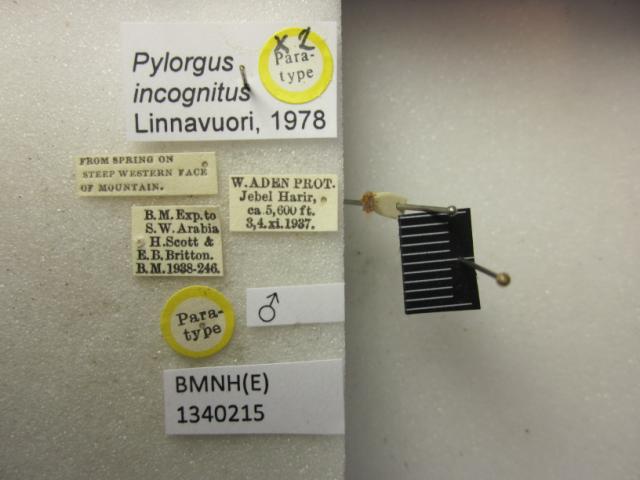 Pylorgus
incognitus
Linnavuori, 1978
x 2
Para-
type
FROM SPRING ON
STEEP WESTERN FACE
OF MOUNTAIN.
W. ADEN PROT.
Jebel Harir,
ca. 5,600 ft.
3,4.xi.1937.
B.M.Exp.to
S.W.Arabia
H.Scott &
E.B.Britton.
B.M.1938-246.
Para-
type
♂
BMNH(E)
1340215